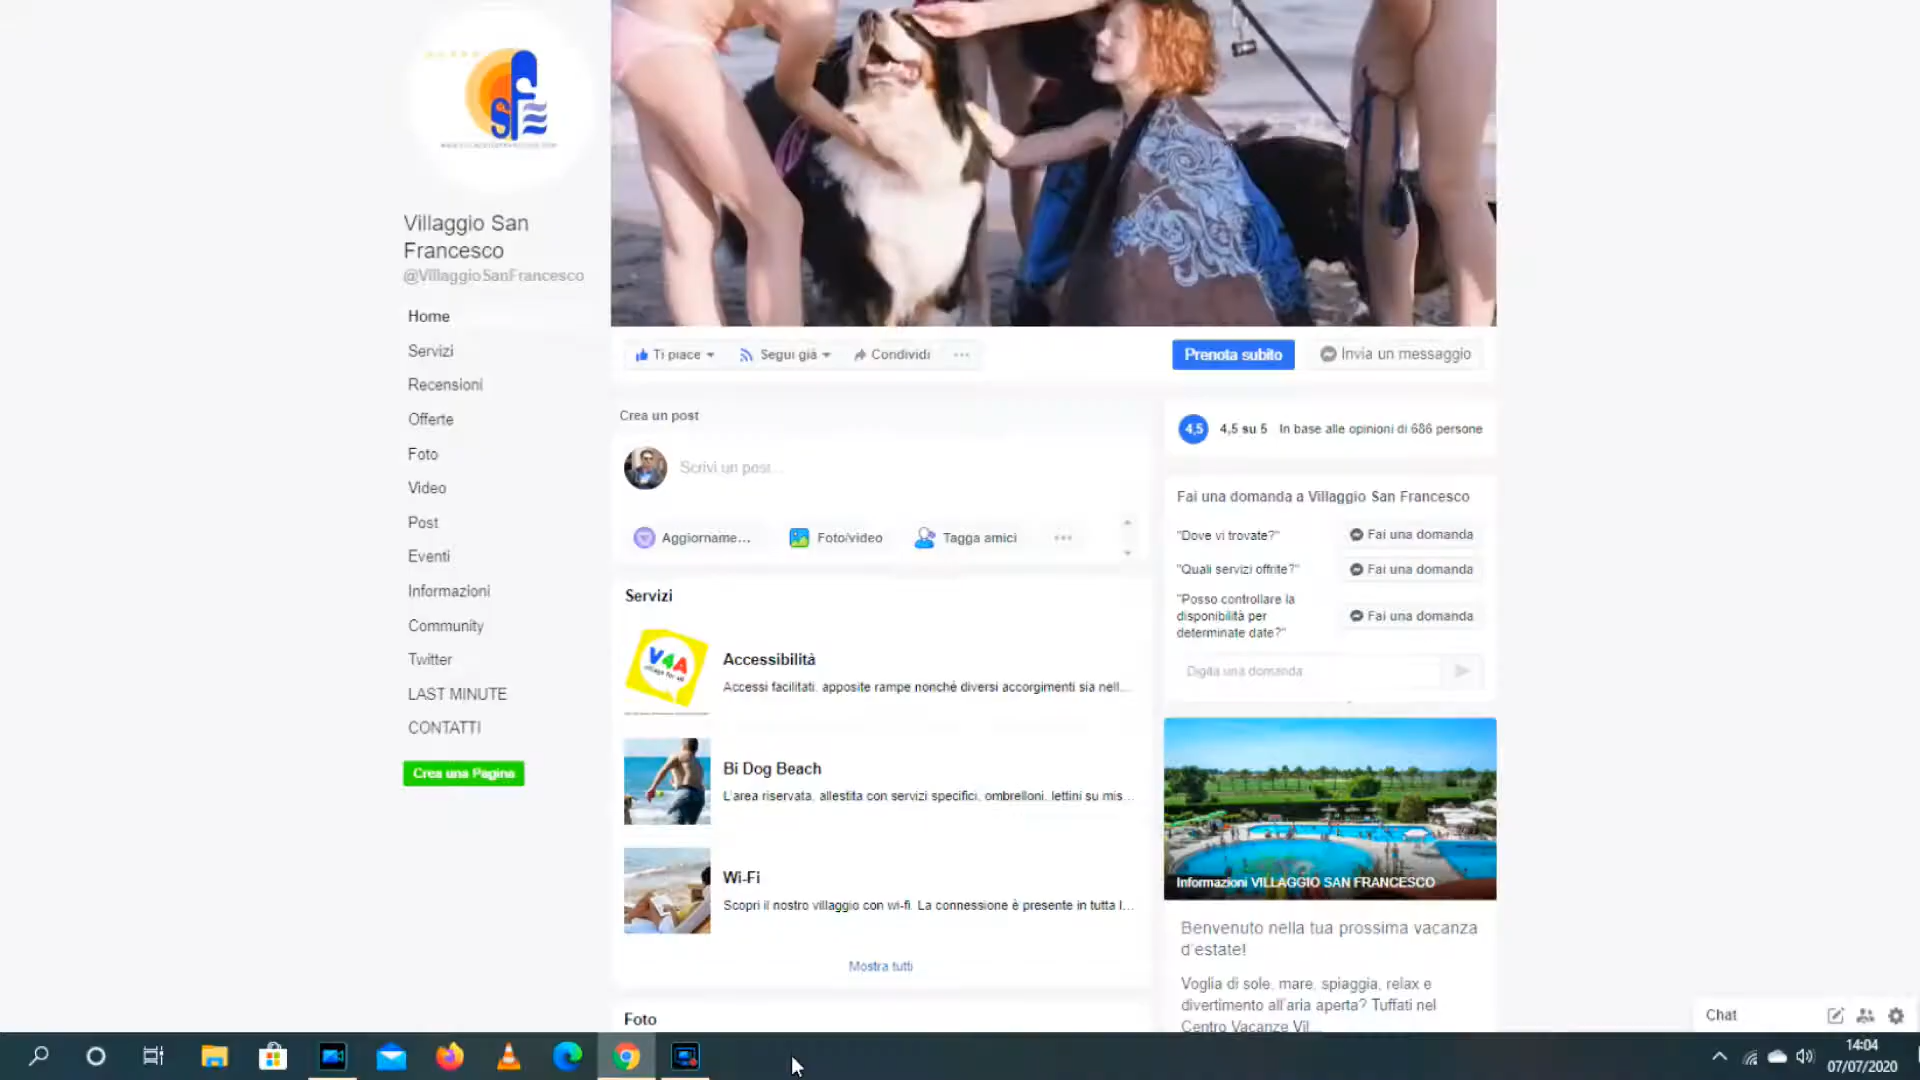 SF
Villaggio San
Francesco
@VillaggioSanFrancesco
Home
Servizi
Recensioni
Offerte
Foto
Video
Post
Eventi
Informazioni
Community
Twitter
LAST MINUTE
CONTATTI
Crea una Pagina
Ti piace
Segui già
Condividi
...
Prenota subito
Invia un messaggio
Crea un post
Scrivi un post...
Aggiorname...
Foto/video
Tagga amici
...
Servizi
V4A
village for all
Accessibilità
Accessi facilitati, apposite rampe nonché diversi accorgimenti sia nell...
Bi Dog Beach
L'area riservata, allestita con servizi specifici, ombrelloni, lettini su mis...
Wi-Fi
Scopri il nostro villaggio con wi-fi. La connessione è presente in tutta l...
Mostra tutti
Foto
4,5 4,5 su 5 In base alle opinioni di 686 persone
Fai una domanda a Villaggio San Francesco
"Dove vi trovate?" Fai una domanda
"Quali servizi offrite?" Fai una domanda
"Posso controllare la
disponibilità per
determinate date?"
Fai una domanda
Digita una domanda
Informazioni VILLAGGIO SAN FRANCESCO
Benvenuto nella tua prossima vacanza
d'estate!
Voglia di sole, mare, spiaggia, relax e
divertimento all'aria aperta? Tuffati nel
Centro Vacanze Vil...
Chat
14:04
07/07/2020